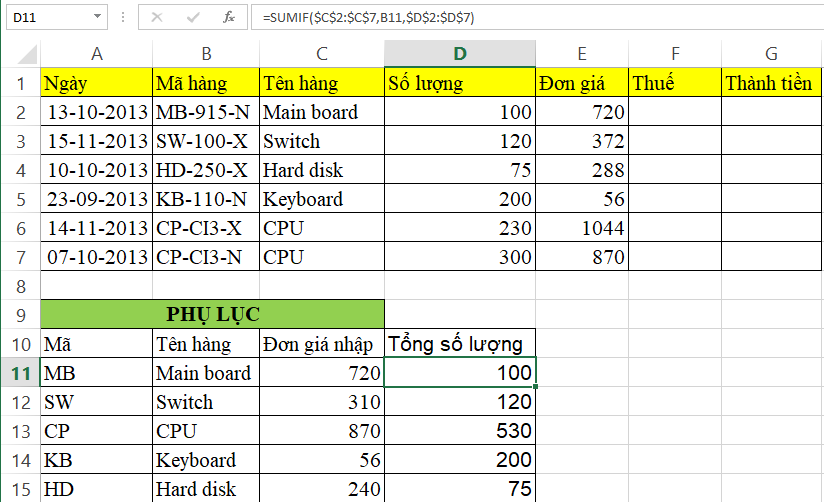 D11 fx =SUMIF($C$2:$C$7,B11,$D$2:$D$7)
A B C D E F G
1 Ngày Mã hàng Tên hàng Số lượng Đơn giá Thuế Thành tiền
2 13-10-2013 MB-915-N Main board 100 720
3 15-11-2013 SW-100-X Switch 120 372
4 10-10-2013 HD-250-X Hard disk 75 288
5 23-09-2013 KB-110-N Keyboard 200 56
6 14-11-2013 CP-CI3-X CPU 230 1044
7 07-10-2013 CP-CI3-N CPU 300 870
8
9 PHỤ LỤC
10 Mã Tên hàng Đơn giá nhập Tổng số lượng
11 MB Main board 720 100
12 SW Switch 310 120
13 CP CPU 870 530
14 KB Keyboard 56 200
15 HD Hard disk 240 75